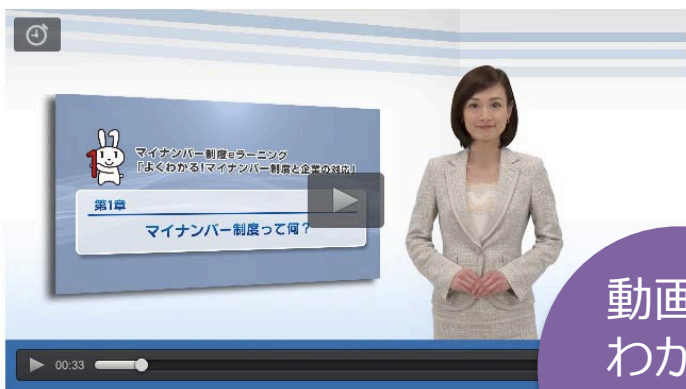 マイナンバー制度eラーニング
「よくわかる!マイナンバー制度と企業の対応」
第1章
マイナンバー制度って何?
00:33
動画
わか